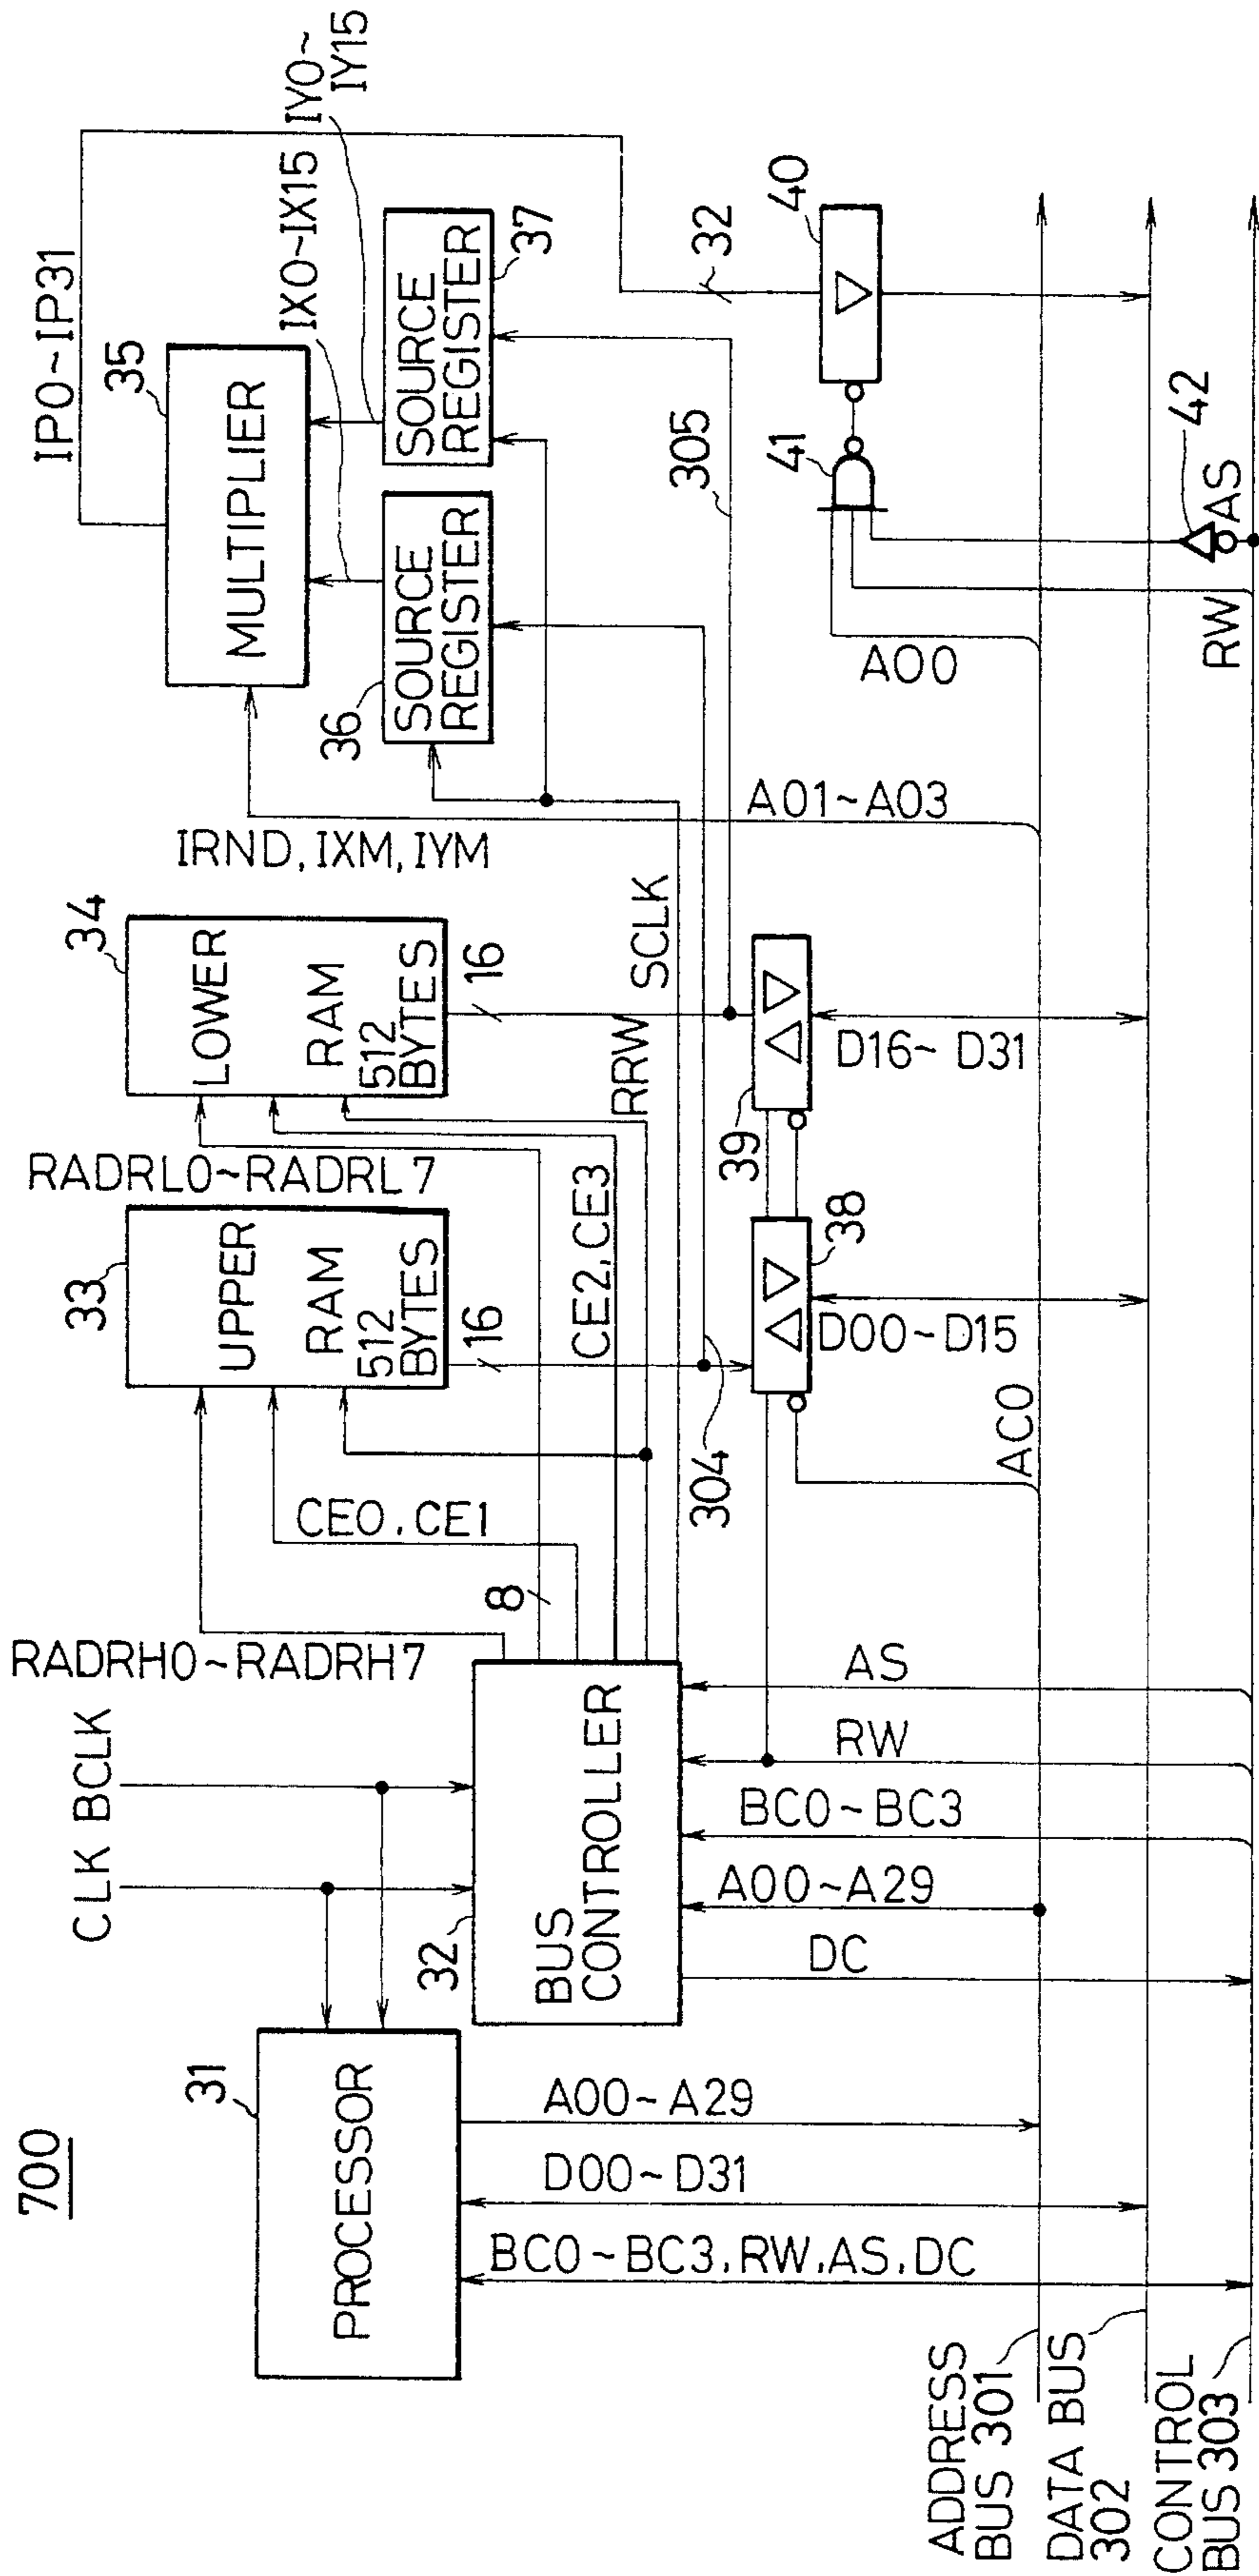 700
31
PROCESSOR
CLK
BCLK
32
BUS
CONTROLLER
RADRH0~RADRH7
CE0, CE1
8
33
UPPER
RAM
512
BYTES
16
RADRL0~RADRL7
CE2, CE3
RRW
SCLK
34
LOWER
RAM
512
BYTES
16
IRND, IXM, IYM
IP0~IP31
35
MULTIPLIER
IX0~IX15
IY0~
IY15
36
SOURCE
REGISTER
SOURCE
REGISTER
37
32
305
304
38
39
40
41
42
A00~A29
D00~D31
BC0~BC3, RW, AS, DC
DC
A00~A29
BC0~BC3
RW
AS
AC0
D00~D15
D16~D31
A01~A03
A00
RW
AS
ADDRESS
BUS 301
DATA BUS
302
CONTROL
BUS 303